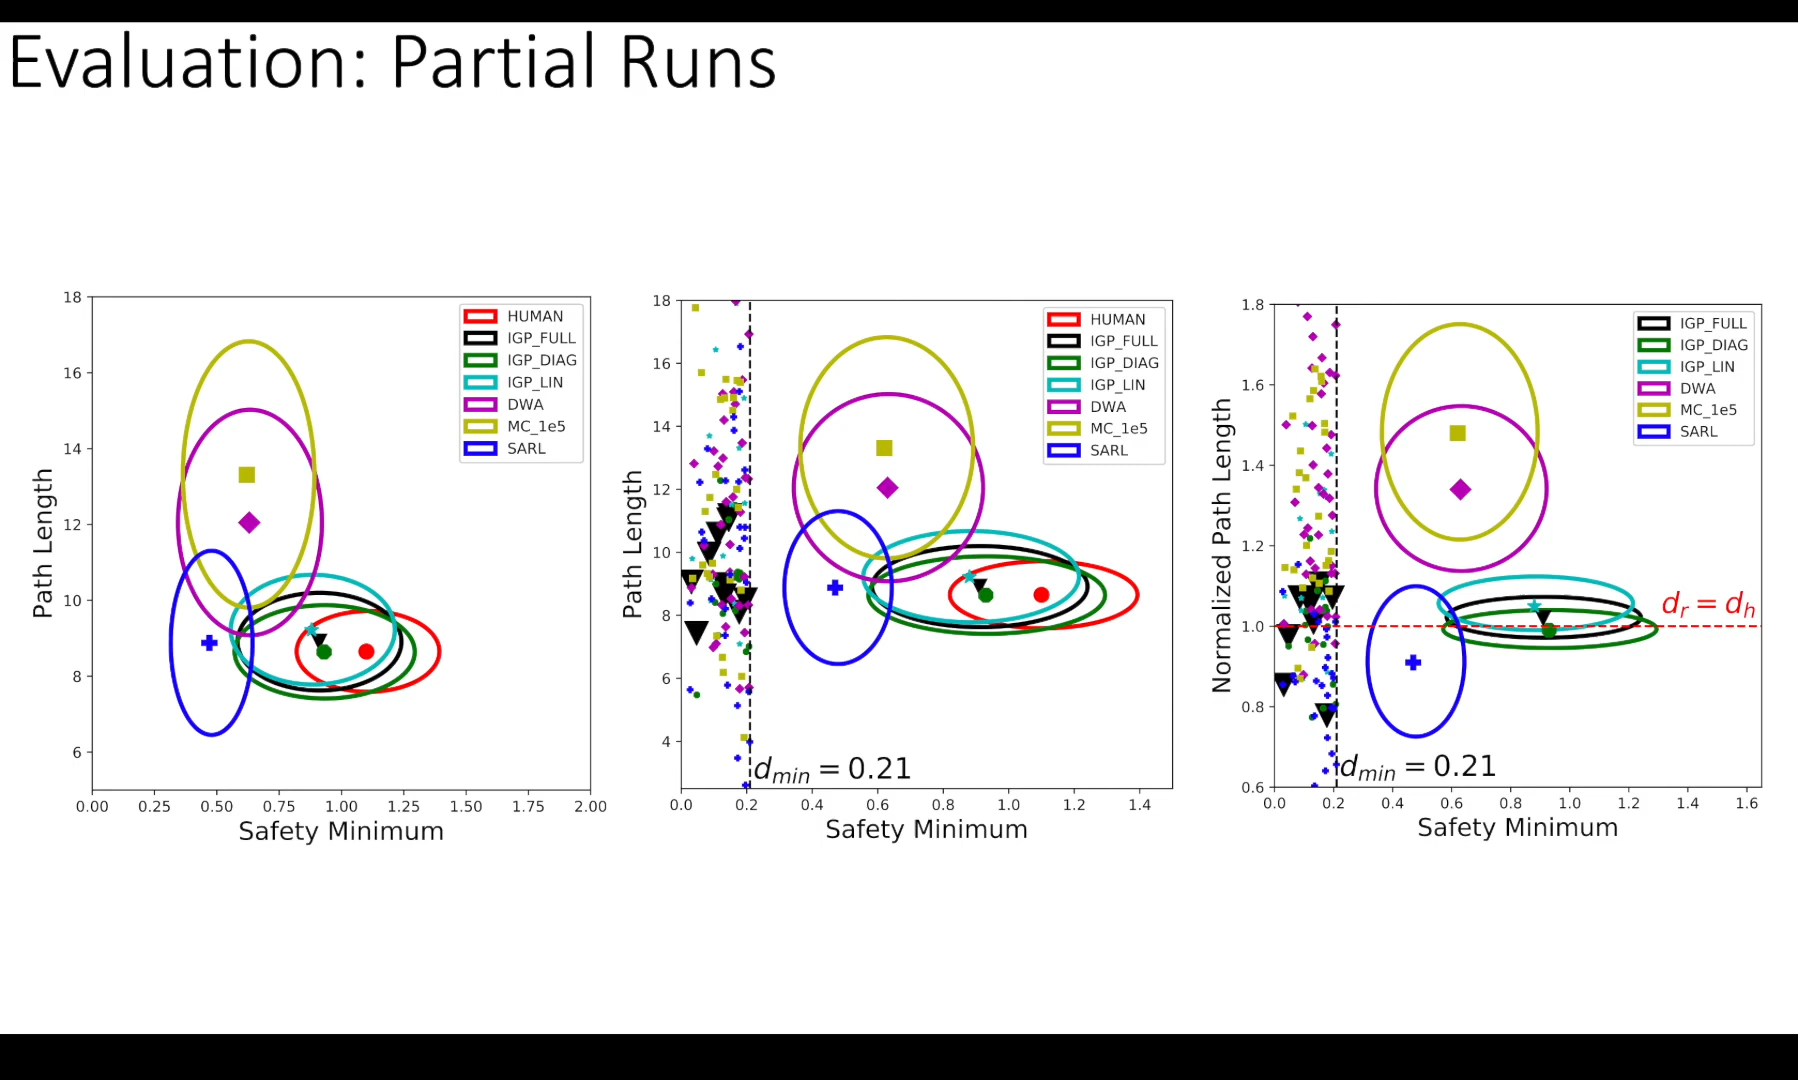 Evaluation: Partial Runs
18
16
14
12
10
8
6
Path Length
0.00 0.25 0.50 0.75 1.00 1.25 1.50 1.75 2.00
Safety Minimum
HUMAN
IGP_FULL
IGP_DIAG
IGP_LIN
DWA
MC_1e5
SARL
18
16
14
12
10
8
6
4
Path Length
0.0 0.2 0.4 0.6 0.8 1.0 1.2 1.4
Safety Minimum
HUMAN
IGP_FULL
IGP_DIAG
IGP_LIN
DWA
MC_1e5
SARL
d_min = 0.21
1.8
1.6
1.4
1.2
1.0
0.8
0.6
Normalized Path Length
0.0 0.2 0.4 0.6 0.8 1.0 1.2 1.4 1.6
Safety Minimum
IGP_FULL
IGP_DIAG
IGP_LIN
DWA
MC_1e5
SARL
d_r = d_h
d_min = 0.21